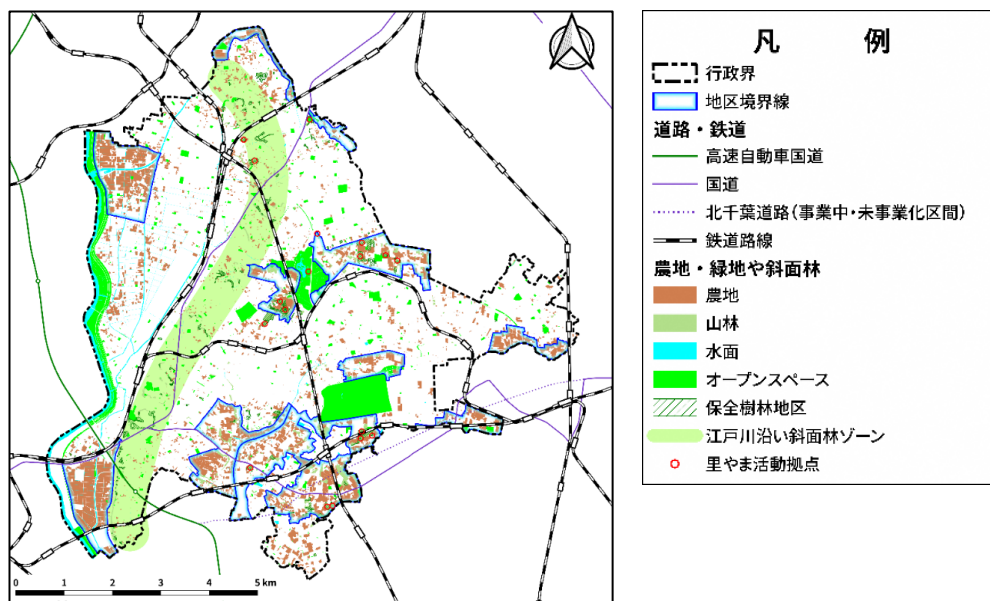 凡 例
行政界
地区境界線
道路・鉄道
高速自動車国道
国道
北千葉道路(事業中・未事業化区間)
鉄道路線
農地・緑地や斜面林
農地
山林
水面
オープンスペース
保全樹林地区
江戸川沿い斜面林ゾーン
里やま活動拠点
0 1 2 3 4 5 km